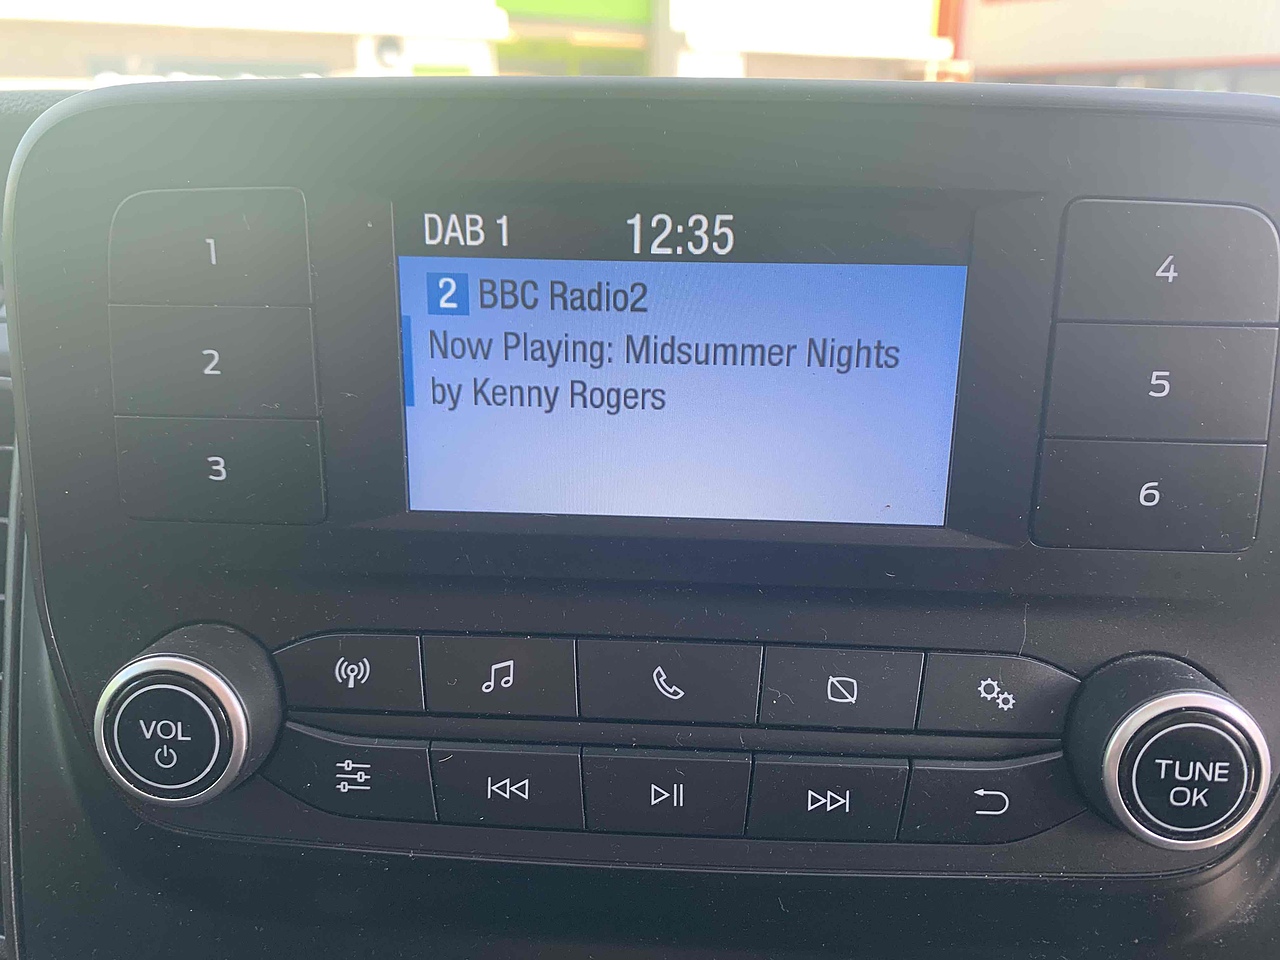 DAB 1 12:35
2 BBC Radio2
Now Playing: Midsummer Nights
by Kenny Rogers
1
2
3
4
5
6
VOL
TUNE
OK